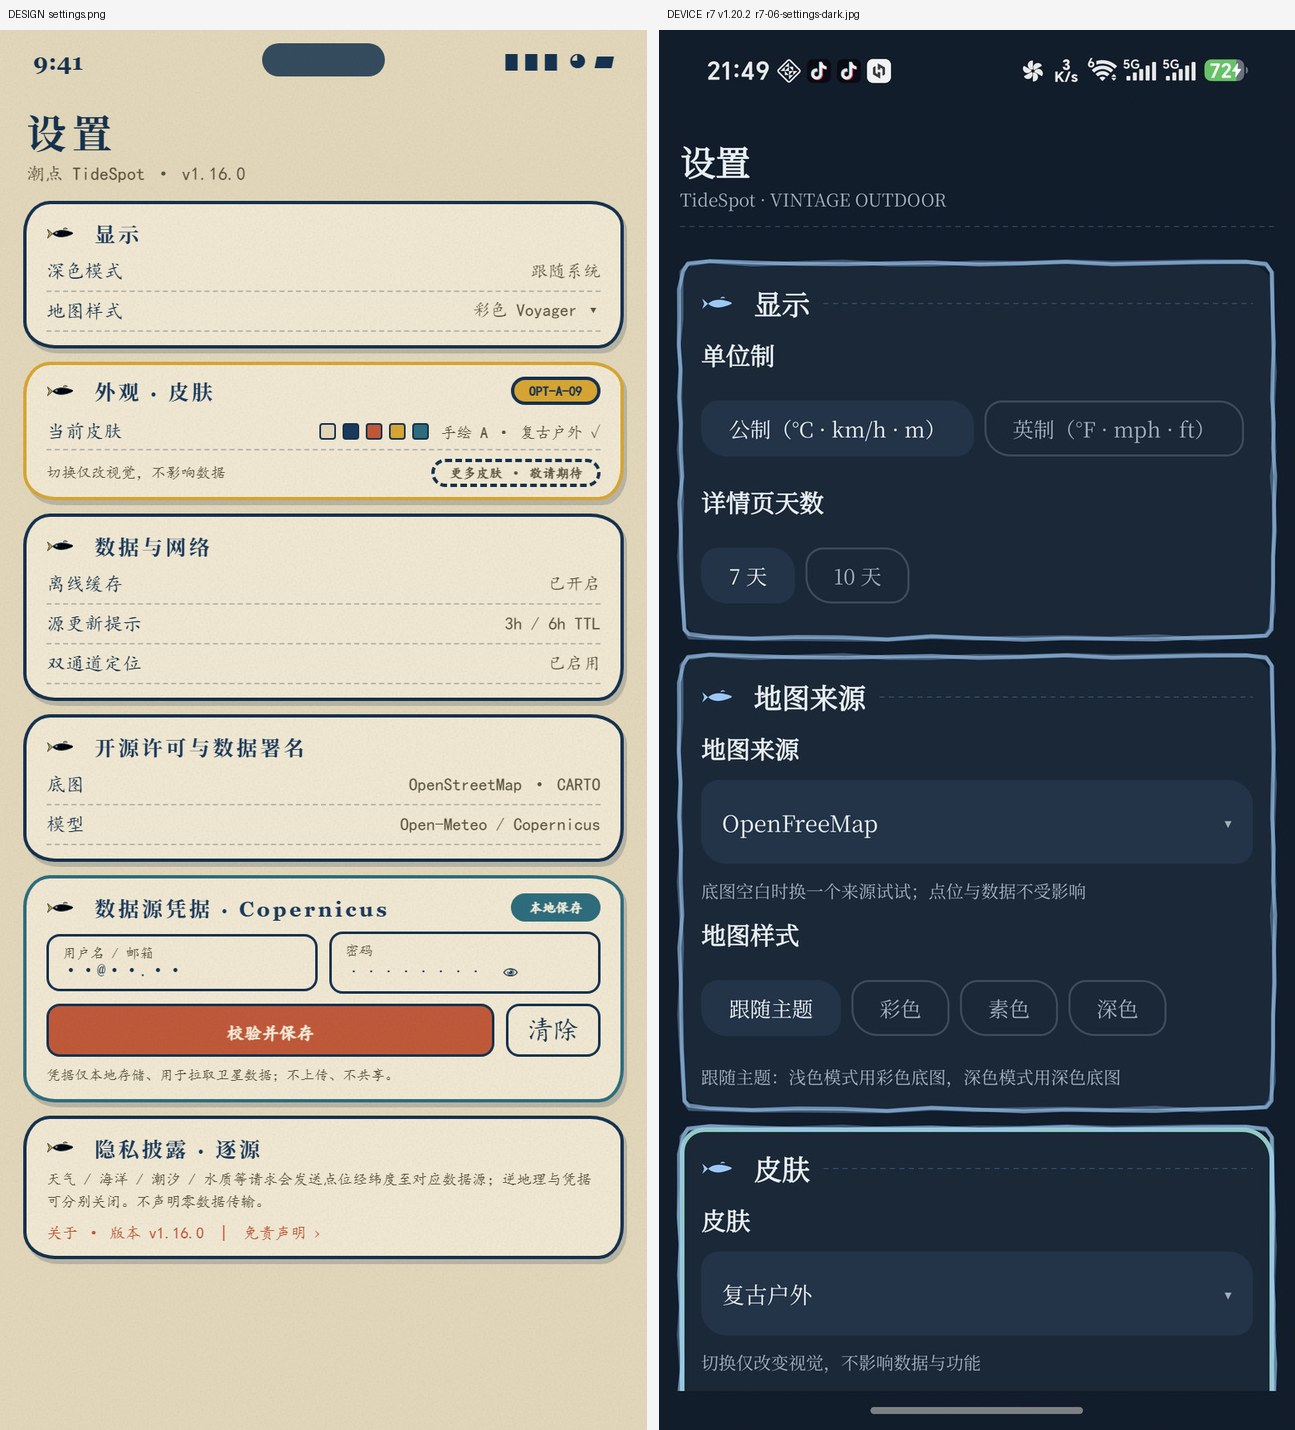 DESIGN settings.png
9:41
设置
潮点 TideSpot • v1.16.0
显示
深色模式 跟随系统
地图样式 彩色 Voyager ▾
外观 · 皮肤 OPT-A-09
当前皮肤 手绘 A • 复古户外 √
切换仅改视觉，不影响数据 更多皮肤 • 敬请期待
数据与网络
离线缓存 已开启
源更新提示 3h / 6h TTL
双通道定位 已启用
开源许可与数据署名
底图 OpenStreetMap • CARTO
模型 Open-Meteo / Copernicus
数据源凭据 · Copernicus 本地保存
用户名 / 邮箱 密码
••@••.•• ········
校验并保存 清除
凭据仅本地存储、用于拉取卫星数据；不上传、不共享。
隐私披露 · 逐源
天气 / 海洋 / 潮汐 / 水质等请求会发送点位经纬度至对应数据源；逆地理与凭据
可分别关闭。不声明零数据传输。
关于 • 版本 v1.16.0 | 免责声明 ›
DEVICE r7 v1.20.2 r7-06-settings-dark.jpg
21:49 3 K/s 6 5G 5G 72
设置
TideSpot · VINTAGE OUTDOOR
显示
单位制
公制（°C · km/h · m） 英制（°F · mph · ft）
详情页天数
7 天 10 天
地图来源
地图来源
OpenFreeMap ▾
底图空白时换一个来源试试；点位与数据不受影响
地图样式
跟随主题 彩色 素色 深色
跟随主题：浅色模式用彩色底图，深色模式用深色底图
皮肤
皮肤
复古户外 ▾
切换仅改变视觉，不影响数据与功能